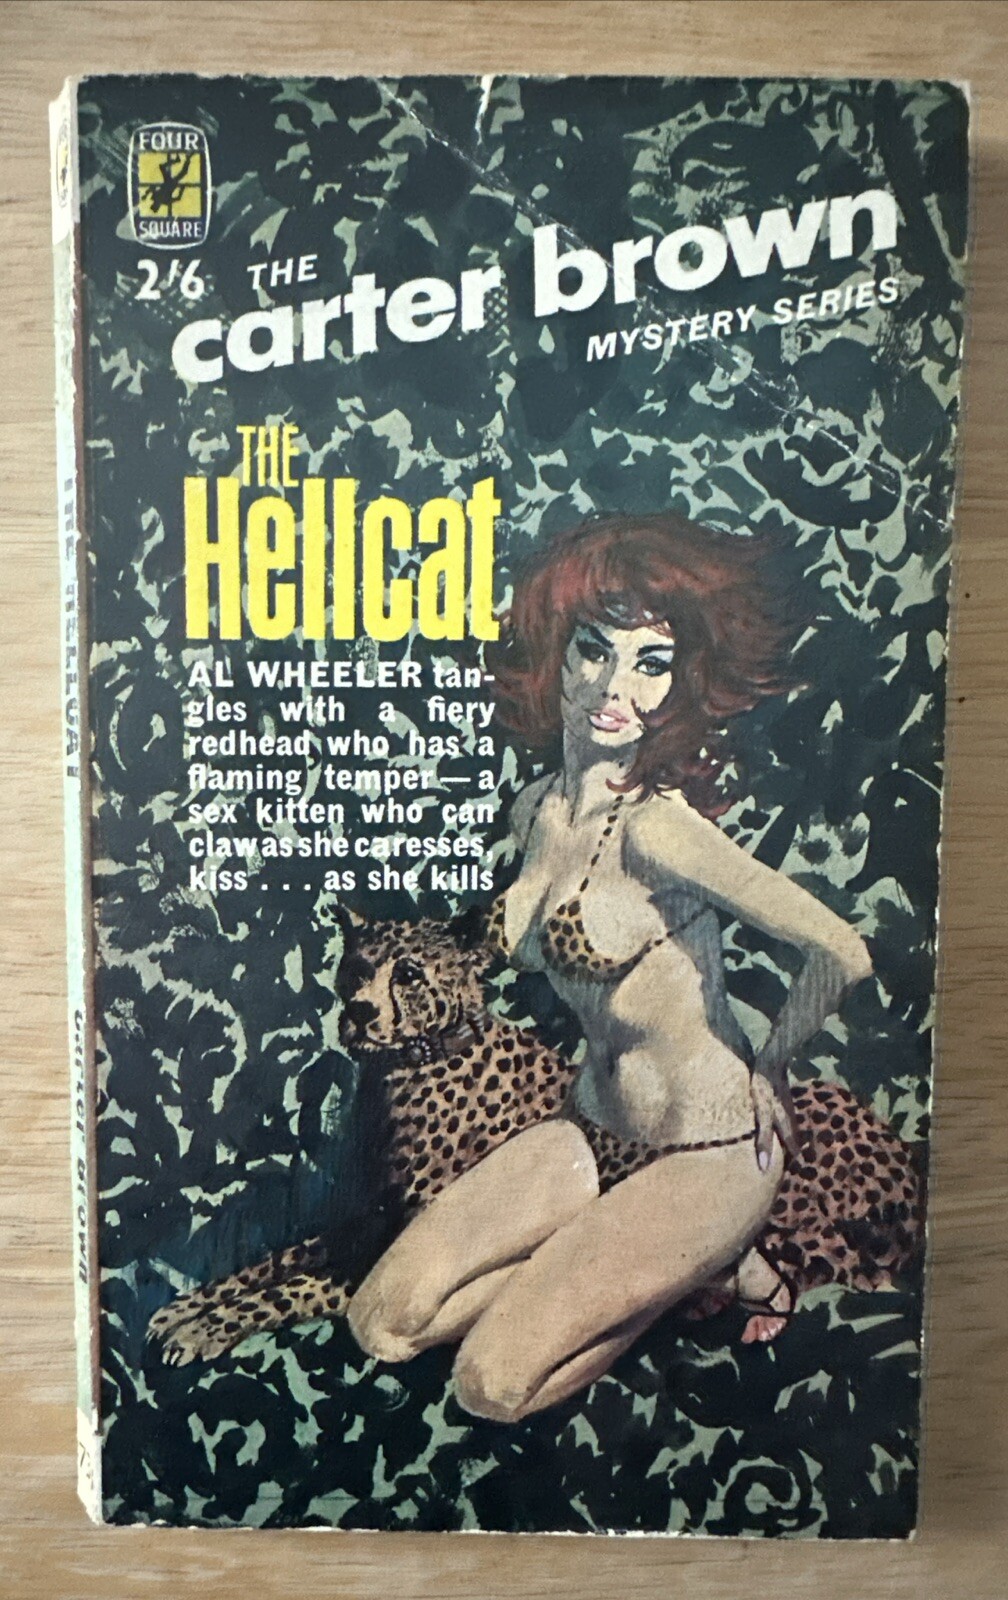 FOUR
SQUARE
2/6
THE
carter brown
MYSTERY SERIES
THE
Hellcat
AL WHEELER tan-
gles with a fiery
redhead who has a
flaming temper — a
sex kitten who can
claw as she caresses,
kiss . . . as she kills
THE HELLCAT
carter brown